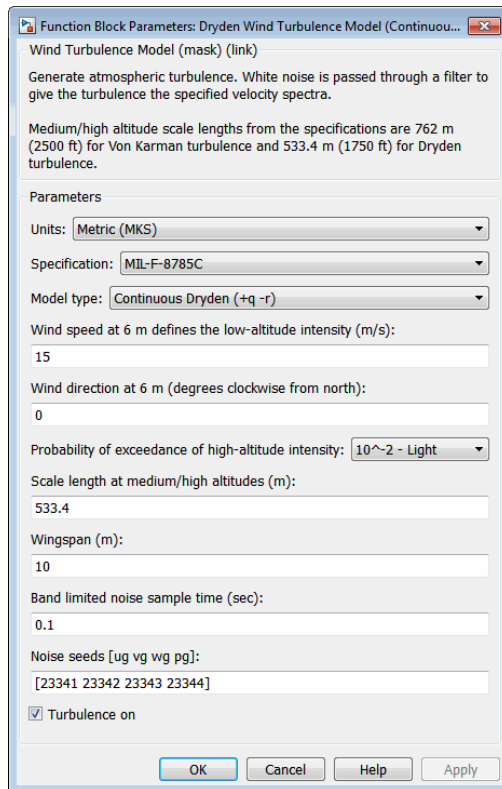 Function Block Parameters: Dryden Wind Turbulence Model (Continuou...
Wind Turbulence Model (mask) (link)
Generate atmospheric turbulence. White noise is passed through a filter to
give the turbulence the specified velocity spectra.
Medium/high altitude scale lengths from the specifications are 762 m
(2500 ft) for Von Karman turbulence and 533.4 m (1750 ft) for Dryden
turbulence.
Parameters
Units: Metric (MKS)
Specification: MIL-F-8785C
Model type: Continuous Dryden (+q -r)
Wind speed at 6 m defines the low-altitude intensity (m/s):
15
Wind direction at 6 m (degrees clockwise from north):
0
Probability of exceedance of high-altitude intensity: 10^-2 - Light
Scale length at medium/high altitudes (m):
533.4
Wingspan (m):
10
Band limited noise sample time (sec):
0.1
Noise seeds [ug vg wg pg]:
[23341 23342 23343 23344]
Turbulence on
OK Cancel Help Apply